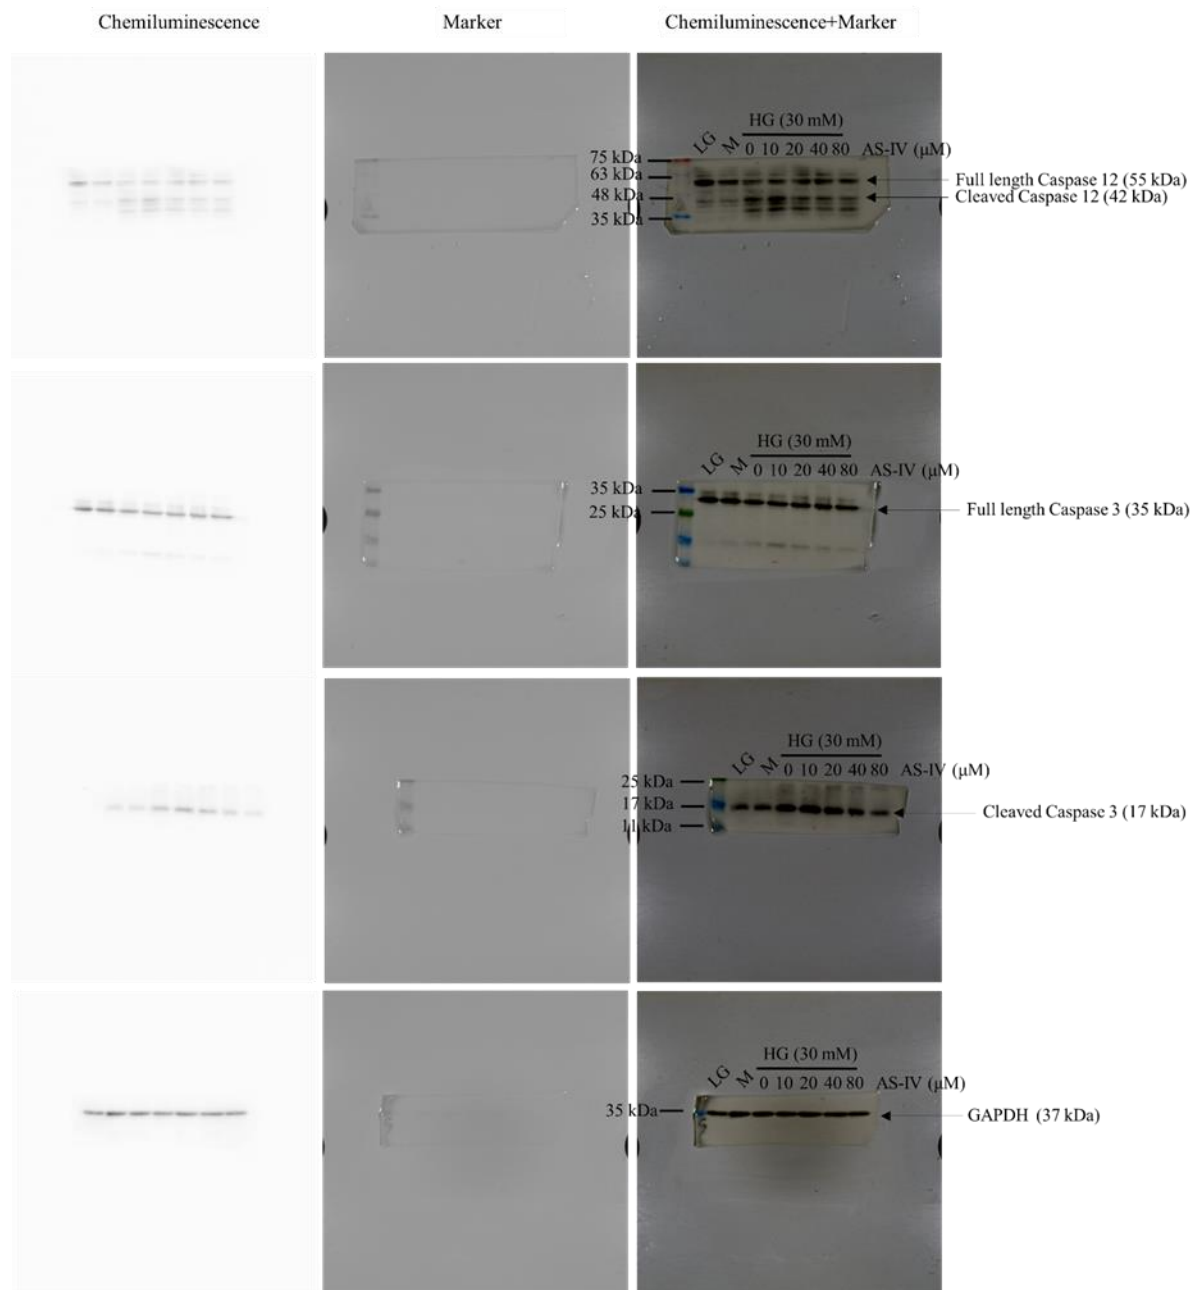 Chemiluminescence Marker Chemiluminescence+Marker
HG (30 mM)
LG M 0 10 20 40 80 AS-IV (μM)
75 kDa
63 kDa
48 kDa
35 kDa
Full length Caspase 12 (55 kDa)
Cleaved Caspase 12 (42 kDa)
HG (30 mM)
LG M 0 10 20 40 80 AS-IV (μM)
35 kDa
25 kDa
Full length Caspase 3 (35 kDa)
HG (30 mM)
LG M 0 10 20 40 80 AS-IV (μM)
25 kDa
17 kDa
11 kDa
Cleaved Caspase 3 (17 kDa)
HG (30 mM)
LG M 0 10 20 40 80 AS-IV (μM)
35 kDa
GAPDH (37 kDa)